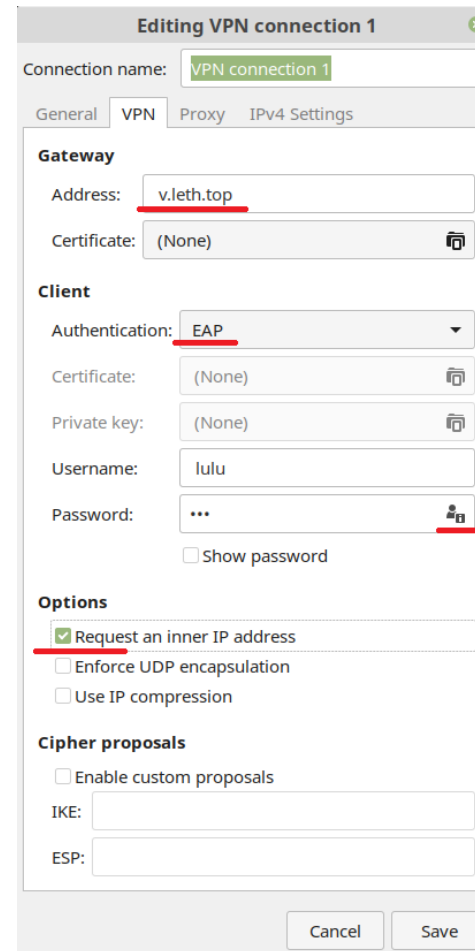 Editing VPN connection 1
Connection name: VPN connection 1
General VPN Proxy IPv4 Settings
Gateway
Address: v.leth.top
Certificate: (None)
Client
Authentication: EAP
Certificate: (None)
Private key: (None)
Username: lulu
Password: •••
Show password
Options
Request an inner IP address
Enforce UDP encapsulation
Use IP compression
Cipher proposals
Enable custom proposals
IKE:
ESP:
Cancel Save